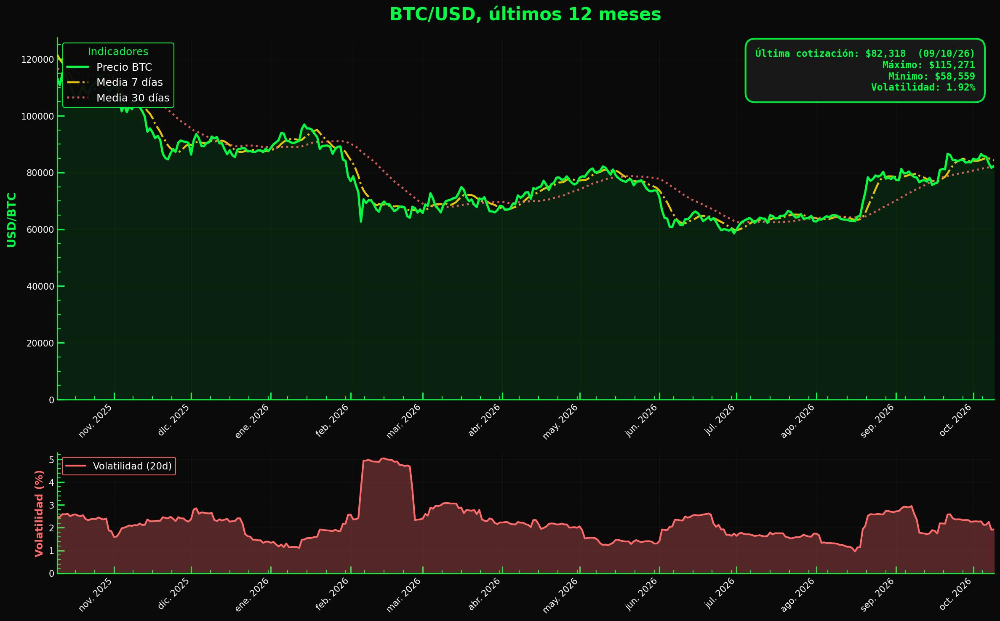 BTC/USD, últimos 12 meses
Indicadores
Precio BTC
Media 7 días
Media 30 días
Última cotización: $82,318  (09/10/26)
Máximo: $115,271
Mínimo: $58,559
Volatilidad: 1.92%
USD/BTC
120000
100000
80000
60000
40000
20000
0
nov. 2025
dic. 2025
ene. 2026
feb. 2026
mar. 2026
abr. 2026
may. 2026
jun. 2026
jul. 2026
ago. 2026
sep. 2026
oct. 2026
Volatilidad (20d)
Volatilidad (%)
5
4
3
2
1
0
nov. 2025
dic. 2025
ene. 2026
feb. 2026
mar. 2026
abr. 2026
may. 2026
jun. 2026
jul. 2026
ago. 2026
sep. 2026
oct. 2026